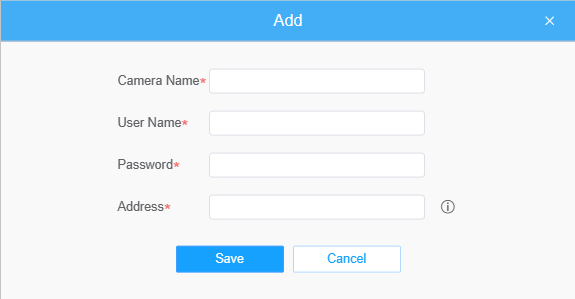 Add
Camera Name*
User Name*
Password*
Address*
Save Cancel